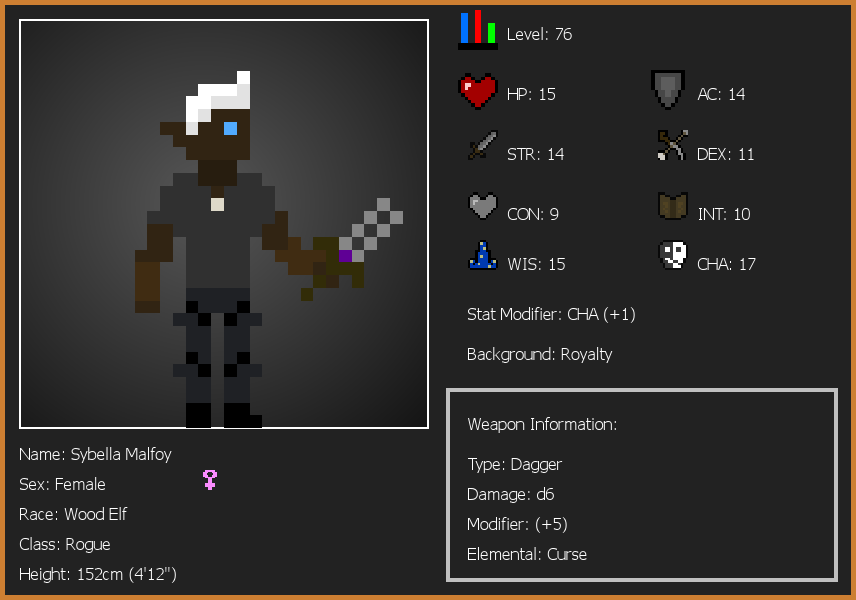 Level: 76
HP: 15
AC: 14
STR: 14
DEX: 11
CON: 9
INT: 10
WIS: 15
CHA: 17
Stat Modifier: CHA (+1)
Background: Royalty
Weapon Information:
Type: Dagger
Damage: d6
Modifier: (+5)
Elemental: Curse
Name: Sybella Malfoy
Sex: Female
Race: Wood Elf
Class: Rogue
Height: 152cm (4'12")